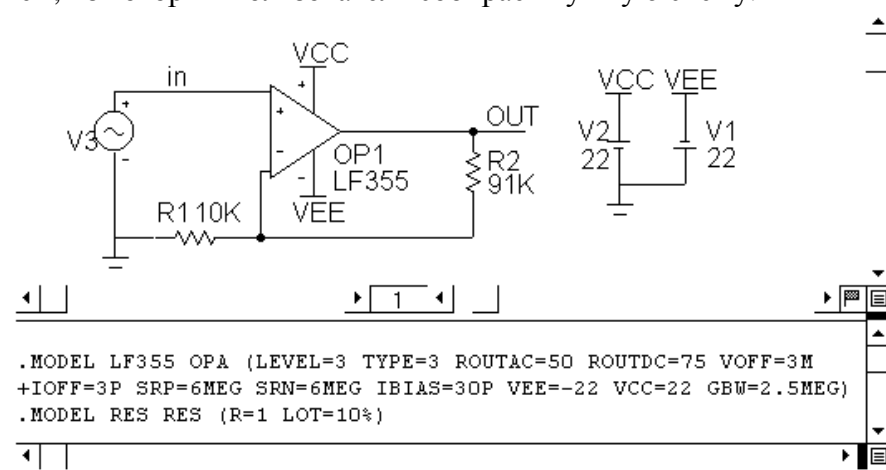 VCC
in
+
+
+
V3
-
-
-
OP1
LF355
VEE
R1 10K
OUT
R2
91K
VCC VEE
V2
22
V1
22
1
.MODEL LF355 OPA (LEVEL=3 TYPE=3 ROUTAC=50 ROUTDC=75 VOFF=3M
+IOFF=3P SRP=6MEG SRN=6MEG IBIAS=30P VEE=-22 VCC=22 GBW=2.5MEG)
.MODEL RES RES (R=1 LOT=10%)